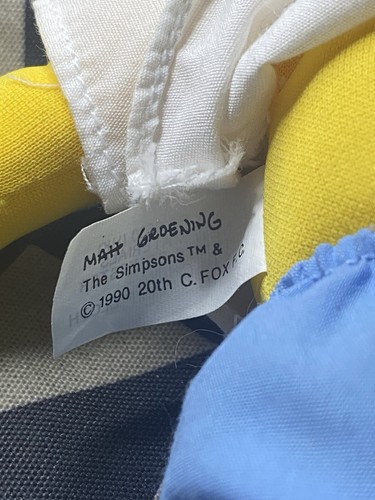 MATT GROENING
The Simpsons™ &
© 1990 20th C. FOX F.C.